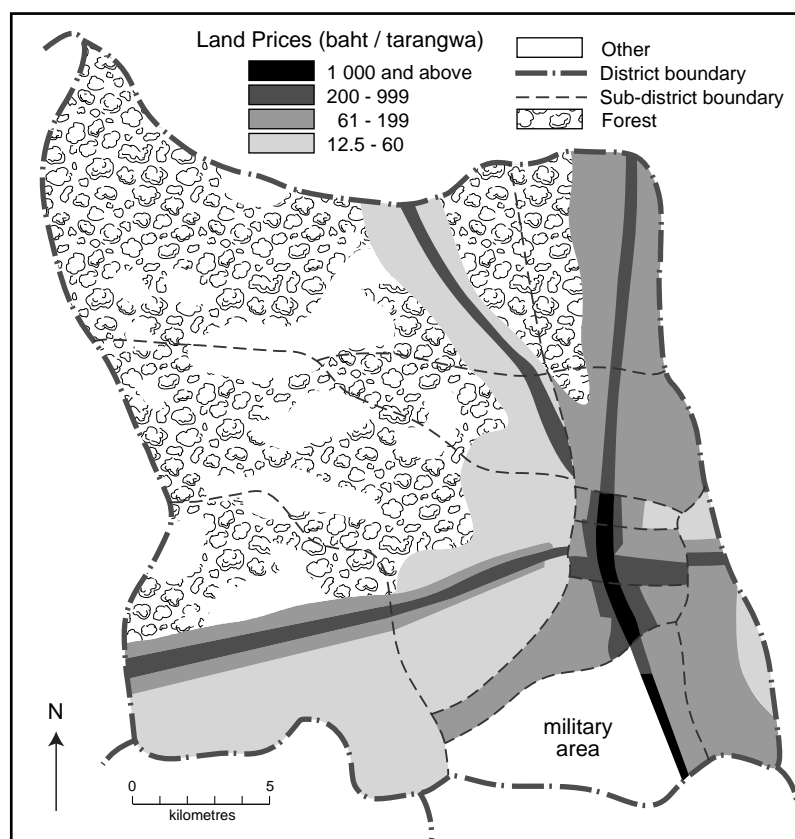 Land Prices (baht / tarangwa)
1 000 and above
200 - 999
61 - 199
12.5 - 60
Other
District boundary
Sub-district boundary
Forest
N
military
area
0 5
kilometres